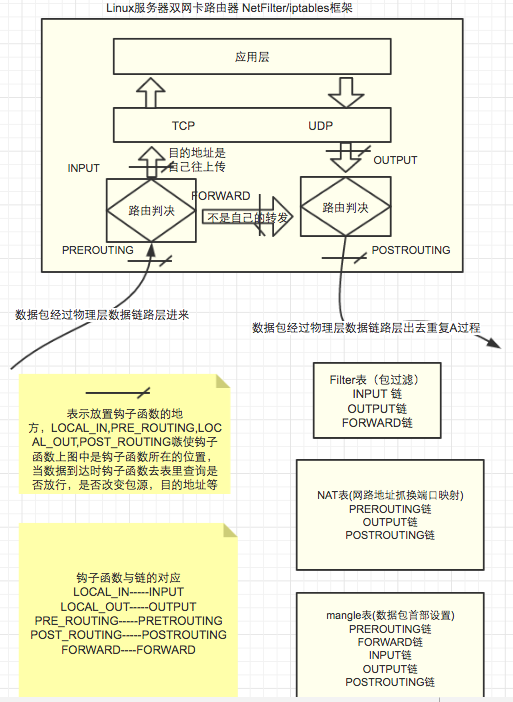 Linux服务器双网卡路由器 NetFilter/iptables框架
应用层
TCP
UDP
INPUT
目的地址是
自己往上传
OUTPUT
路由判决
FORWARD
不是自己的转发
路由判决
PREROUTING
POSTROUTING
数据包经过物理层数据链路层进来
数据包经过物理层数据链路层出去重复A过程
表示放置钩子函数的地
方，LOCAL_IN,PRE_ROUTING,LO
CAL_OUT,POST_ROUTING嗾使钩子
函数上图中是钩子函数所在的位置，
当数据到达时钩子函数去表里查询是
否放行，是否改变包源，目的地址等
Filter表（包过滤）
INPUT 链
OUTPUT链
FORWARD链
NAT表(网路地址抓换端口映射)
PREROUTING链
OUTPUT链
POSTROUTING链
钩子函数与链的对应
LOCAL_IN-----INPUT
LOCAL_OUT-----OUTPUT
PRE_ROUTING-----PRETROUTING
POST_ROUTING-----POSTROUTING
FORWARD----FORWARD
mangle表(数据包首部设置)
PREROUTING链
FORWARD链
INPUT链
OUTPUT链
POSTROUTING链